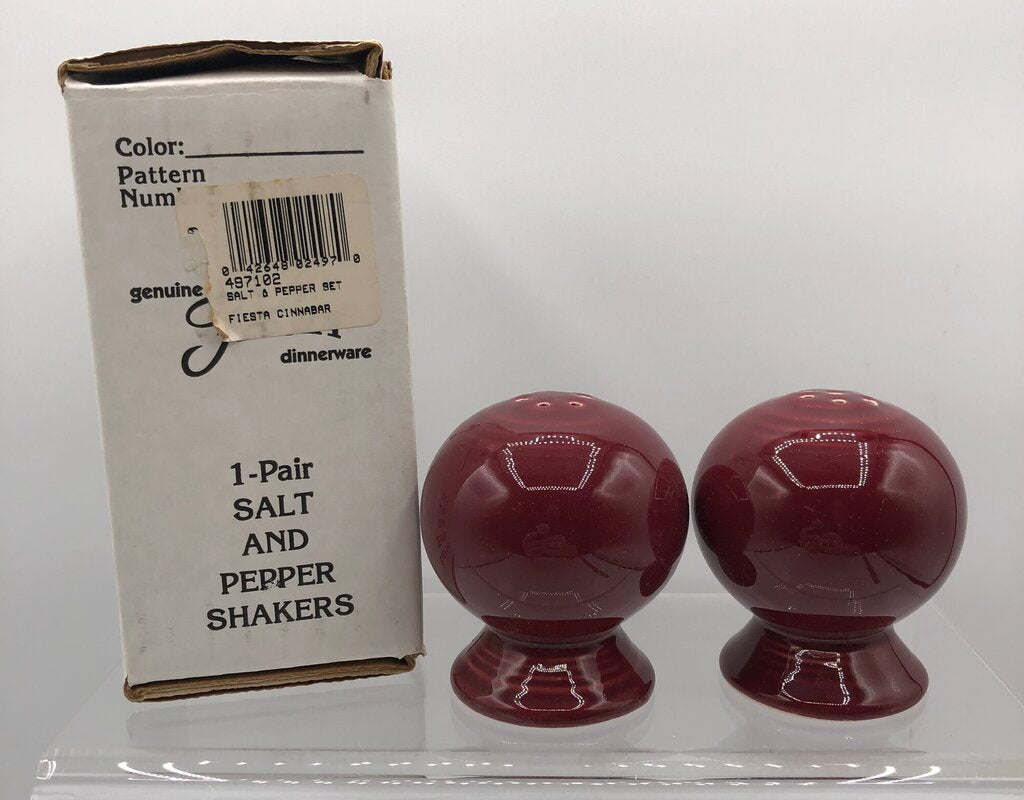 Color:
Pattern
Num
0 42648 02497 0
497102
SALT & PEPPER SET
FIESTA CINNABAR
genuine
dinnerware
1-Pair
SALT
AND
PEPPER
SHAKERS